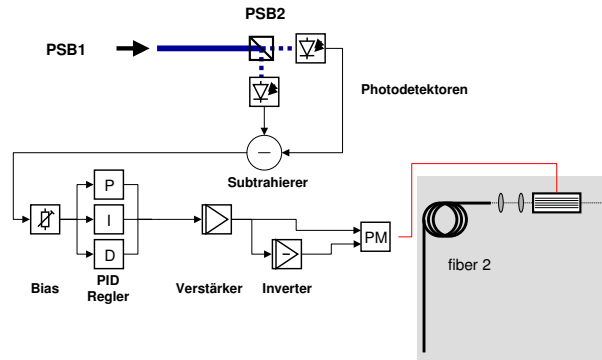 PSB2
PSB1
Photodetektoren
−
Subtrahierer
P
I
D
PM
−
fiber 2
Bias
PID
Regler
Verstärker
Inverter